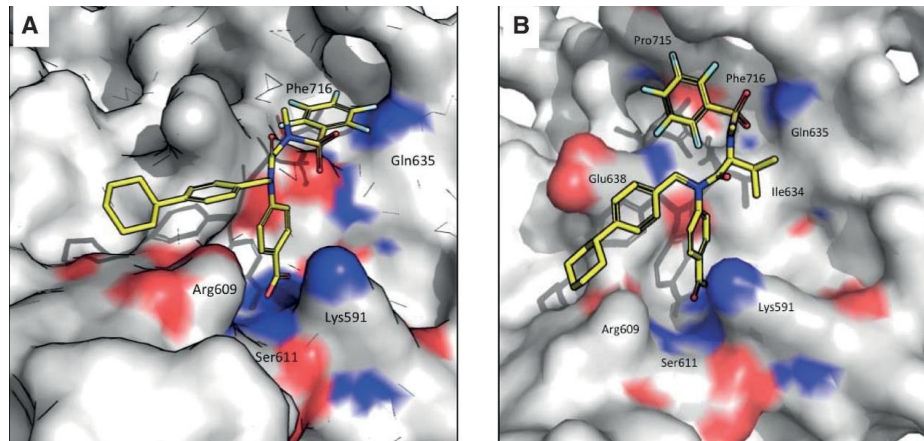 A
Phe716
Gln635
Arg609
Lys591
Ser611
B
Pro715
Phe716
Gln635
Glu638
Ile634
Lys591
Arg609
Ser611